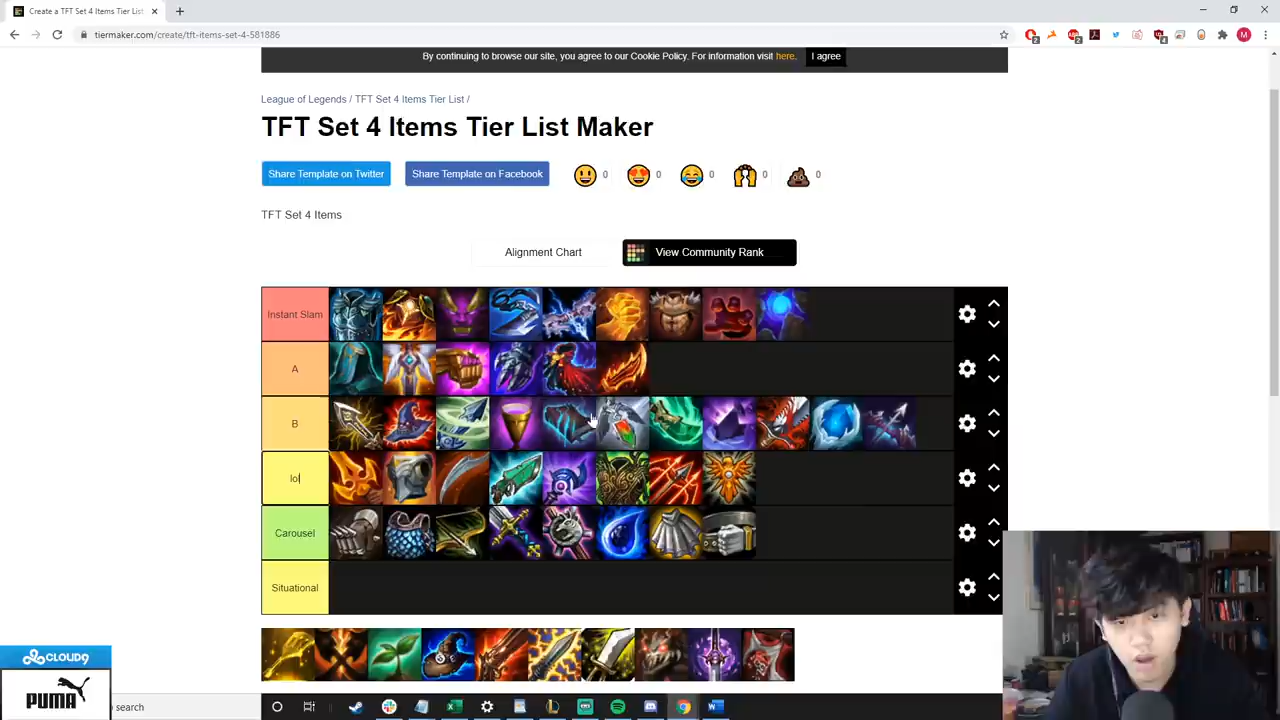 Create a TFT Set 4 Items Tier List
tiermaker.com/create/tft-items-set-4-581886
By continuing to browse our site, you agree to our Cookie Policy. For information visit here.
I agree
League of Legends / TFT Set 4 Items Tier List /
TFT Set 4 Items Tier List Maker
Share Template on Twitter
Share Template on Facebook
0
0
0
0
0
TFT Set 4 Items
Alignment Chart
View Community Rank
Instant Slam
A
B
lol
Carousel
Situational
CLOUD9
PUMA
search